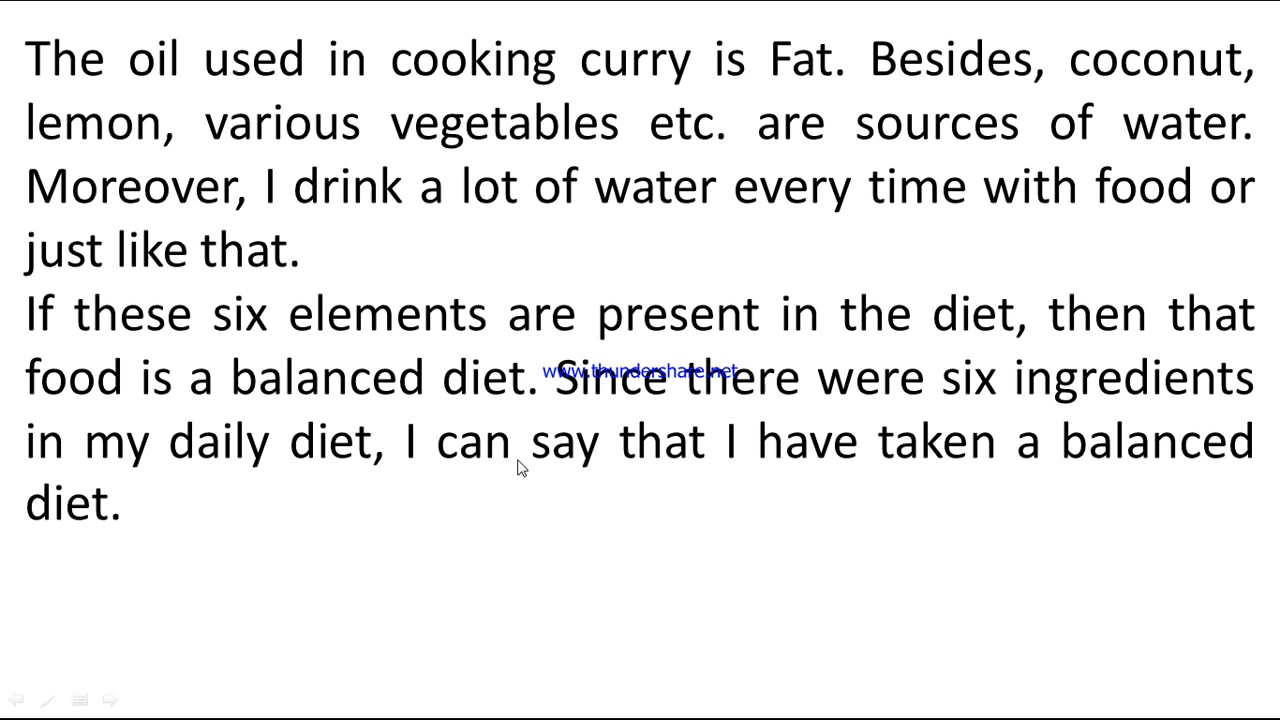 The oil used in cooking curry is Fat. Besides, coconut,
lemon, various vegetables etc. are sources of water.
Moreover, I drink a lot of water every time with food or
just like that.
If these six elements are present in the diet, then that
food is a balanced diet. Since there were six ingredients
www.thundershare.net
in my daily diet, I can say that I have taken a balanced
diet.